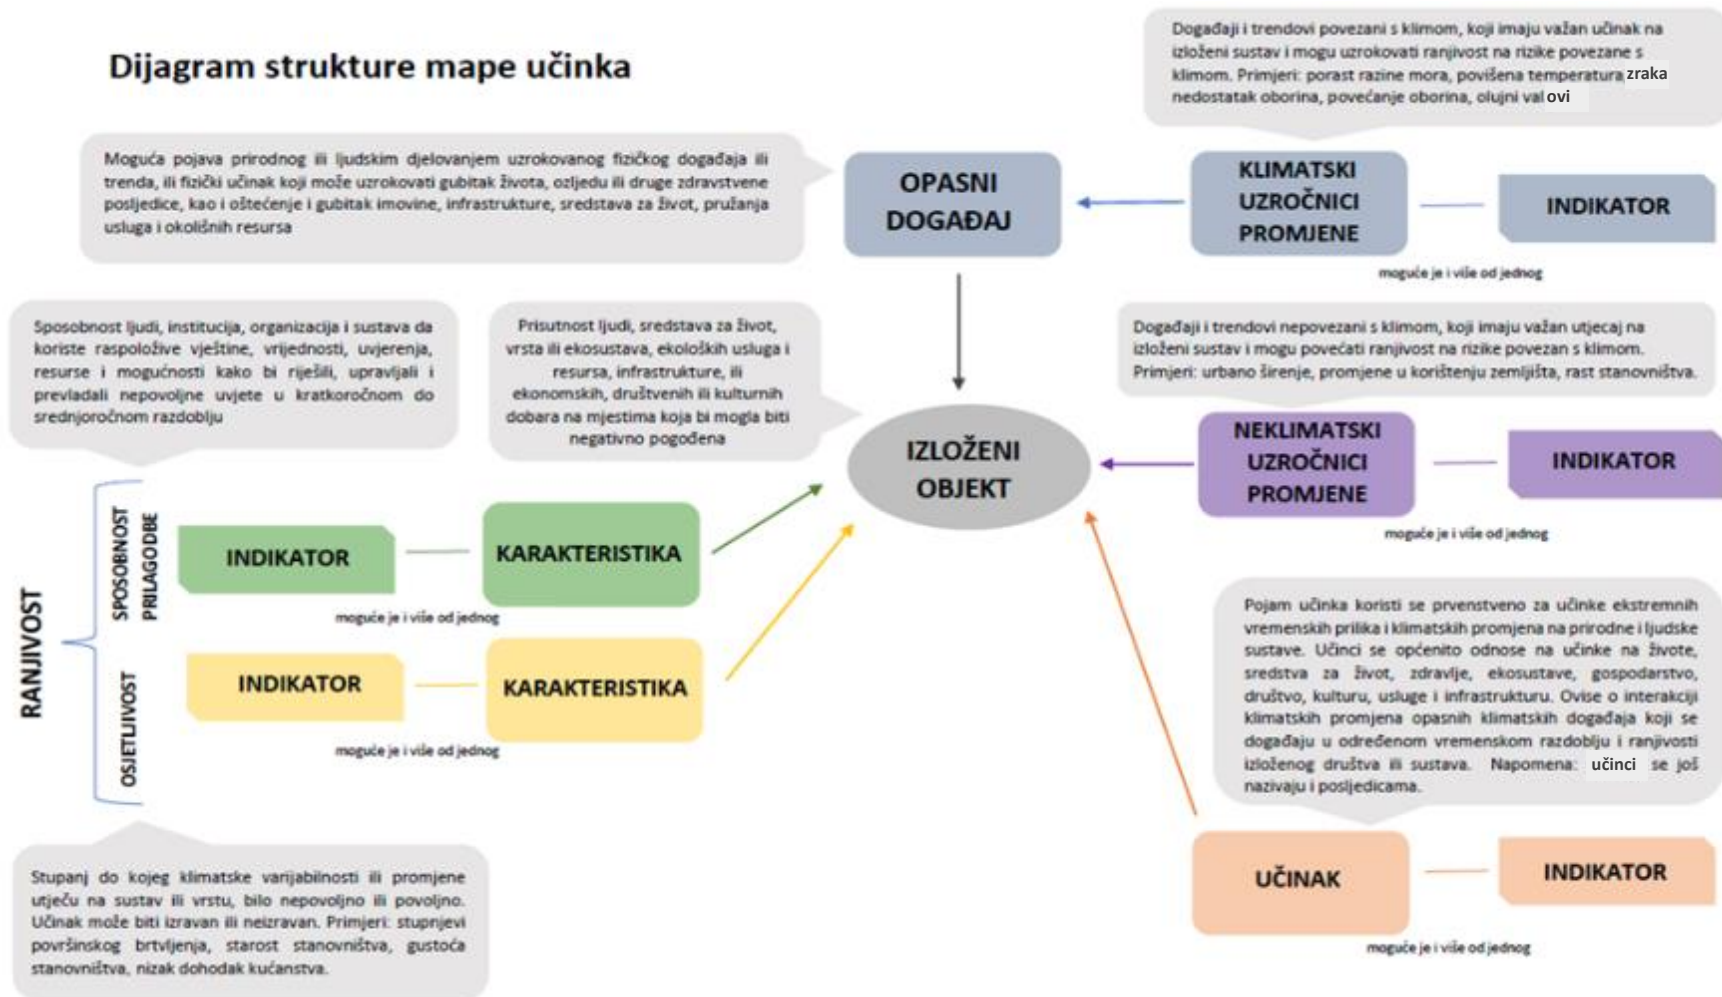 Dijagram strukture mape učinka
Događaji i trendovi povezani s klimom, koji imaju važan učinak na
izloženi sustav i mogu uzrokovati ranjivost na rizike povezane s
klimom. Primjeri: porast razine mora, povišena temperatura zraka
nedostatak oborina, povećanje oborina, olujni valovi
Moguća pojava prirodnog ili ljudskim djelovanjem uzrokovanog fizičkog događaja ili
trenda, ili fizički učinak koji može uzrokovati gubitak života, ozljedu ili druge zdravstvene
posljedice, kao i oštećenje i gubitak imovine, infrastrukture, sredstava za život, pružanja
usluga i okolišnih resursa
OPASNI
DOGAĐAJ
KLIMATSKI
UZROČNICI
PROMJENE
INDIKATOR
moguće je i više od jednog
Sposobnost ljudi, institucija, organizacija i sustava da
koriste raspoložive vještine, vrijednosti, uvjerenja,
resurse i mogućnosti kako bi riješili, upravljali i
prevladali nepovoljne uvjete u kratkoročnom do
srednjoročnom razdoblju
Prisutnost ljudi, sredstava za život,
vrsta ili ekosustava, ekoloških usluga i
resursa, infrastrukture, ili
ekonomskih, društvenih ili kulturnih
dobara na mjestima koja bi mogla biti
negativno pogođena
Događaji i trendovi nepovezani s klimom, koji imaju važan utjecaj na
izloženi sustav i mogu povećati ranjivost na rizike povezan s klimom.
Primjeri: urbano širenje, promjene u korištenju zemljišta, rast stanovništva.
IZLOŽENI
OBJEKT
NEKLIMATSKI
UZROČNICI
PROMJENE
INDIKATOR
moguće je i više od jednog
RANJIVOST
SPOSOBNOST
PRILAGODBE
INDIKATOR
KARAKTERISTIKA
moguće je i više od jednog
OSJETLJIVOST
INDIKATOR
KARAKTERISTIKA
moguće je i više od jednog
Pojam učinka koristi se prvenstveno za učinke ekstremnih
vremenskih prilika i klimatskih promjena na prirodne i ljudske
sustave. Učinci se općenito odnose na učinke na živote,
sredstva za život, zdravlje, ekosustave, gospodarstvo,
društvo, kulturu, usluge i infrastrukturu. Ovise o interakciji
klimatskih promjena opasnih klimatskih događaja koji se
događaju u određenom vremenskom razdoblju i ranjivosti
izloženog društva ili sustava. Napomena: učinci se još
nazivaju i posljedicama.
UČINAK
INDIKATOR
moguće je i više od jednog
Stupanj do kojeg klimatske varijabilnosti ili promjene
utječu na sustav ili vrstu, bilo nepovoljno ili povoljno.
Učinak može biti izravan ili neizravan. Primjeri: stupnjevi
površinskog brtvljenja, starost stanovništva, gustoća
stanovništva, nizak dohodak kućanstva.